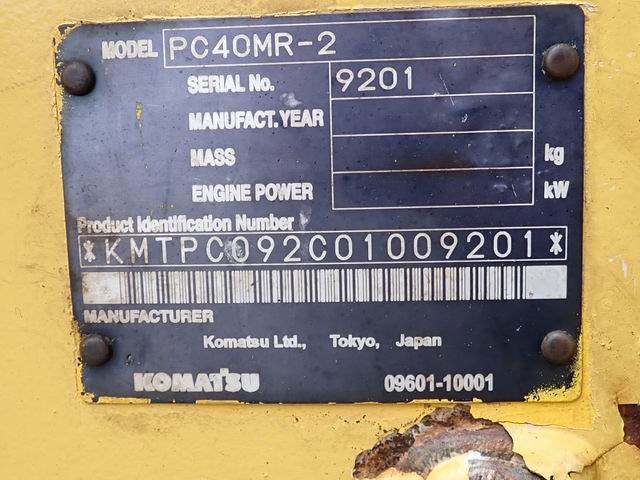 MODEL PC40MR-2
SERIAL No. 9201
MANUFACT. YEAR
MASS kg
ENGINE POWER kW
Product Identification Number
*KMTPC092C01009201*
MANUFACTURER
Komatsu Ltd., Tokyo, Japan
KOMATSU 09601-10001